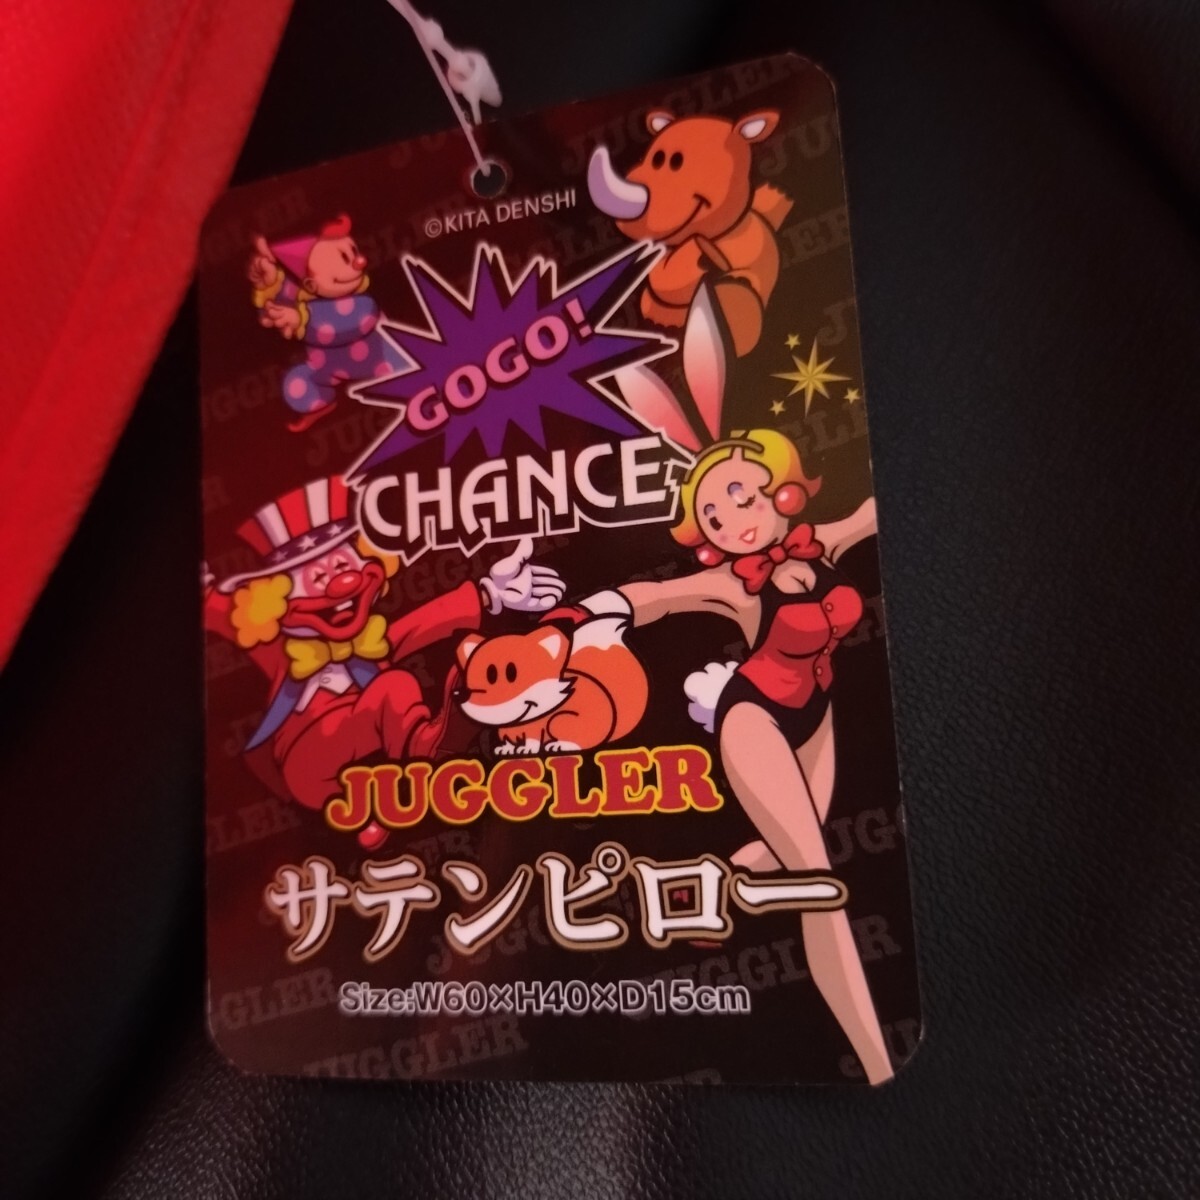 ©KITA DENSHI
GOGO!
CHANCE
JUGGLER
サテンピロー
Size:W60×H40×D15cm